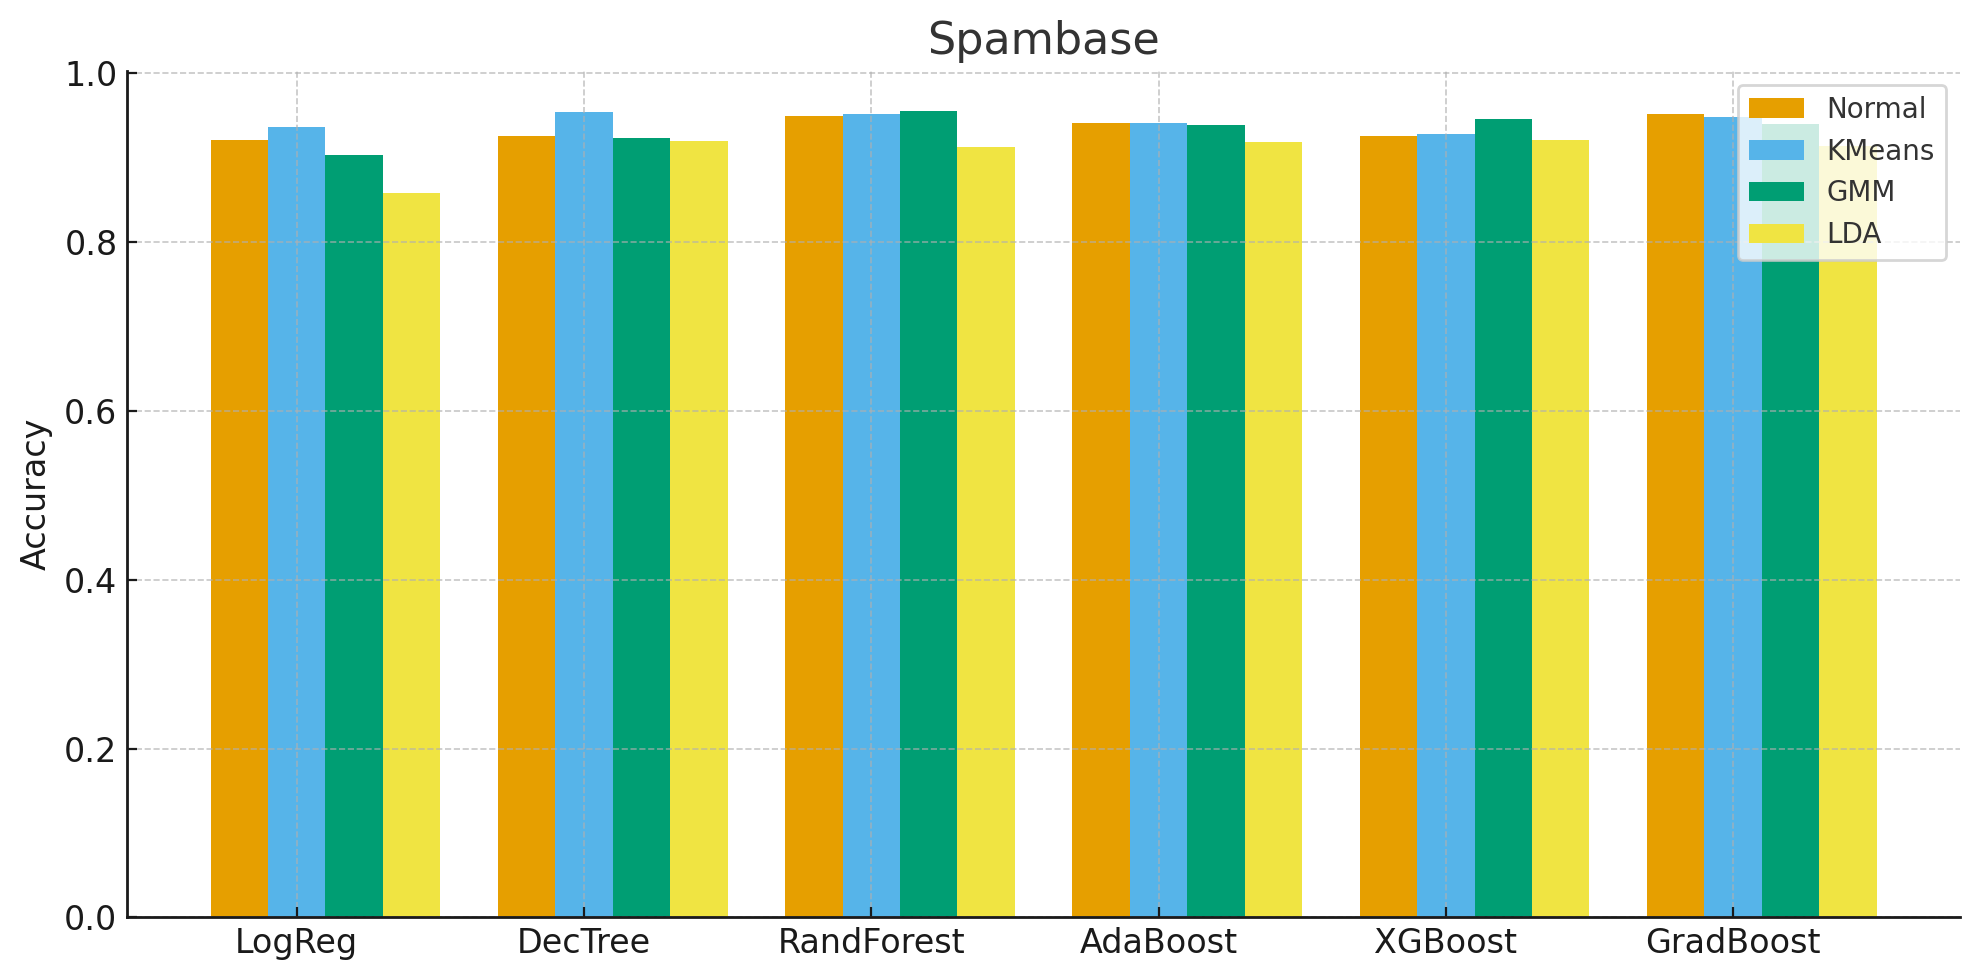 Spambase
Accuracy
1.0
0.8
0.6
0.4
0.2
0.0
Normal
KMeans
GMM
LDA
LogReg
DecTree
RandForest
AdaBoost
XGBoost
GradBoost